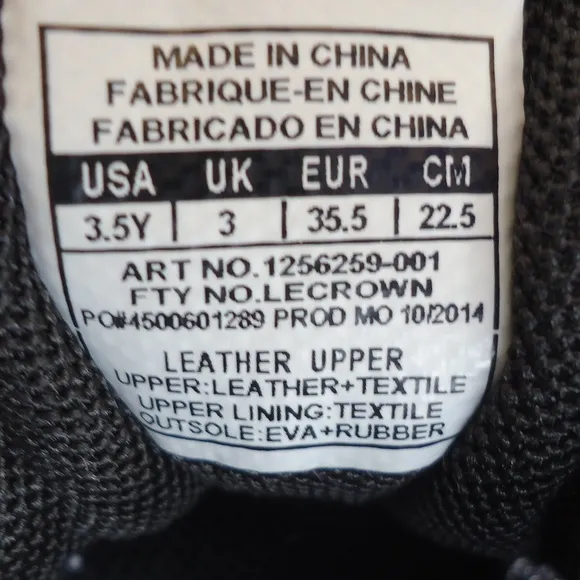 MADE IN CHINA
FABRIQUE-EN CHINE
FABRICADO EN CHINA
USA UK EUR CM
3.5Y 3 35.5 22.5
ART NO.1256259-001
FTY NO.LECROWN
PO#4500601289 PROD MO 10/2014
LEATHER UPPER
UPPER:LEATHER+TEXTILE
UPPER LINING:TEXTILE
OUTSOLE:EVA+RUBBER